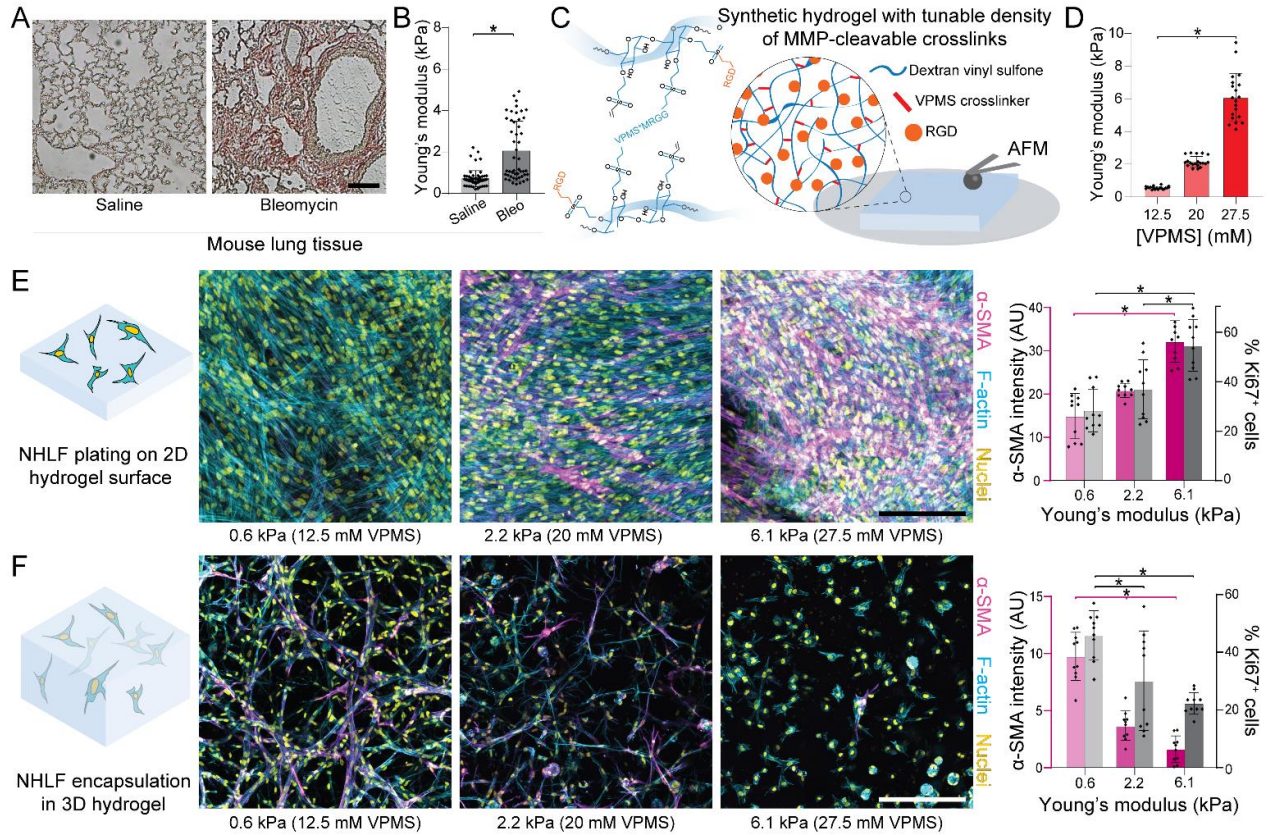 A
Saline
Bleomycin
Mouse lung tissue
B
Young's modulus (kPa)
8
6
4
2
0
*
Saline
Bleo
C
Synthetic hydrogel with tunable density
of MMP-cleavable crosslinks
Dextran vinyl sulfone
VPMS crosslinker
RGD
AFM
RGD
VPMS*MRGG
RGD
HO
OH
D
Young's modulus (kPa)
10
8
6
4
2
0
*
12.5
20
27.5
[VPMS] (mM)
E
NHLF plating on 2D
hydrogel surface
0.6 kPa (12.5 mM VPMS)
2.2 kPa (20 mM VPMS)
6.1 kPa (27.5 mM VPMS)
α-SMA F-actin Nuclei
α-SMA intensity (AU)
40
30
20
10
0
*
*
*
60
40
20
0
% Ki67⁺
cells
0.6
2.2
6.1
Young's modulus (kPa)
F
NHLF encapsulation
in 3D hydrogel
0.6 kPa (12.5 mM VPMS)
2.2 kPa (20 mM VPMS)
6.1 kPa (27.5 mM VPMS)
α-SMA F-actin Nuclei
α-SMA intensity (AU)
15
10
5
0
*
*
*
60
40
20
0
% Ki67⁺
cells
0.6
2.2
6.1
Young's modulus (kPa)